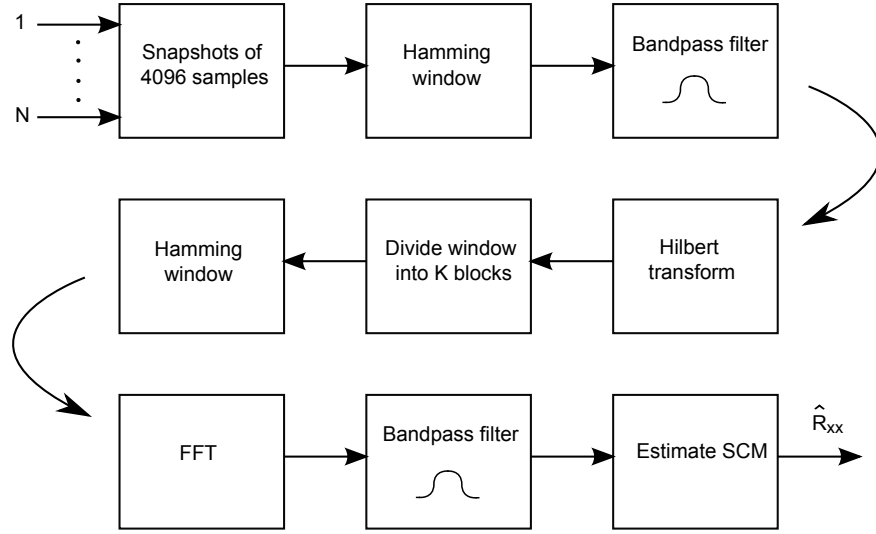 1
N
Snapshots of
4096 samples
Hamming
window
Bandpass filter
Hamming
window
Divide window
into K blocks
Hilbert
transform
FFT
Bandpass filter
Estimate SCM
R̂xx